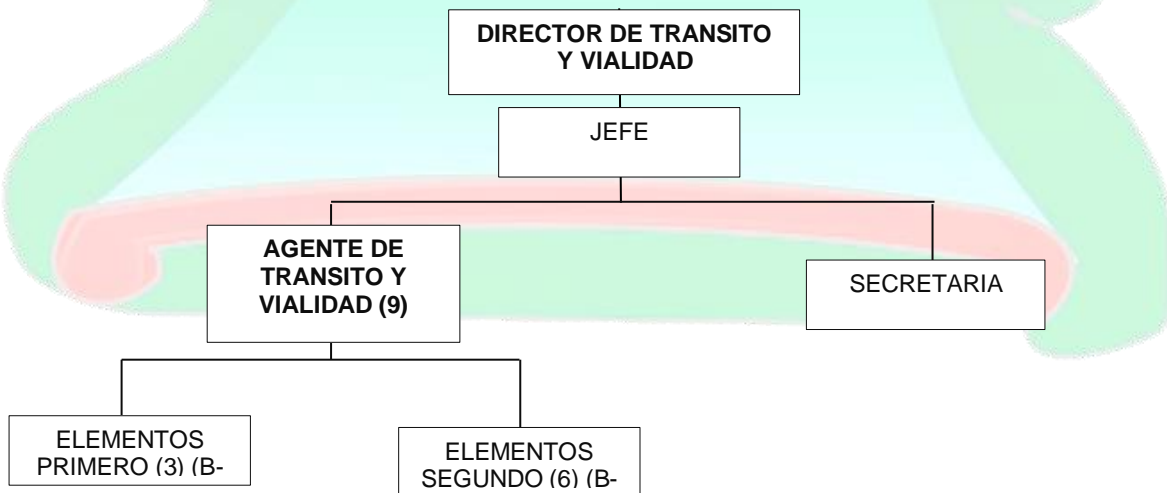 DIRECTOR DE TRANSITO
Y VIALIDAD
JEFE
AGENTE DE
TRANSITO Y
VIALIDAD (9)
SECRETARIA
ELEMENTOS
PRIMERO (3) (B-
ELEMENTOS
SEGUNDO (6) (B-